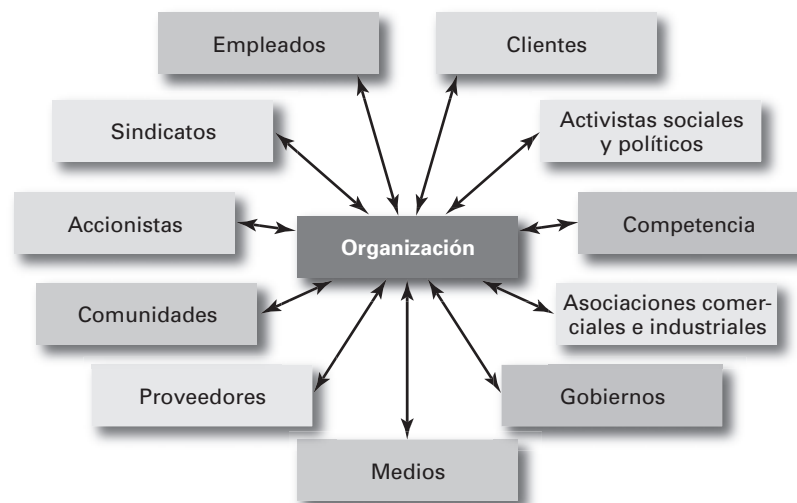 Empleados
Clientes
Sindicatos
Activistas sociales
y políticos
Accionistas
Organización
Competencia
Comunidades
Asociaciones comer-
ciales e industriales
Proveedores
Gobiernos
Medios